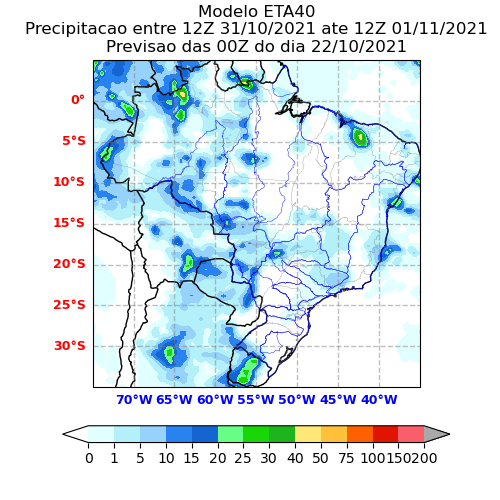 Modelo ETA40
Precipitacao entre 12Z 31/10/2021 ate 12Z 01/11/2021
Previsao das 00Z do dia 22/10/2021
0°
5°S
10°S
15°S
20°S
25°S
30°S
70°W 65°W 60°W 55°W 50°W 45°W 40°W
0 1 5 10 15 20 25 30 40 50 75 100 150 200